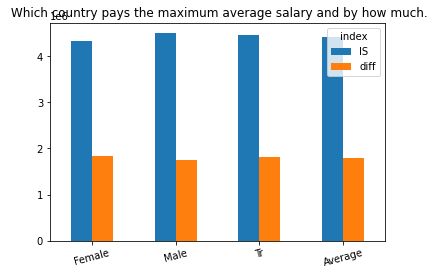 Which country pays the maximum average salary and by how much.
1e6
index
IS
diff
4
3
2
1
0
Female
Male
Tr
Average